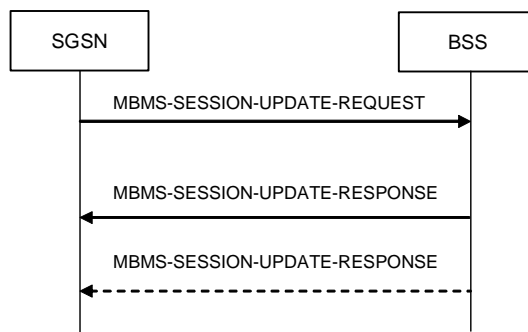 SGSN
BSS
MBMS-SESSION-UPDATE-REQUEST
MBMS-SESSION-UPDATE-RESPONSE
MBMS-SESSION-UPDATE-RESPONSE